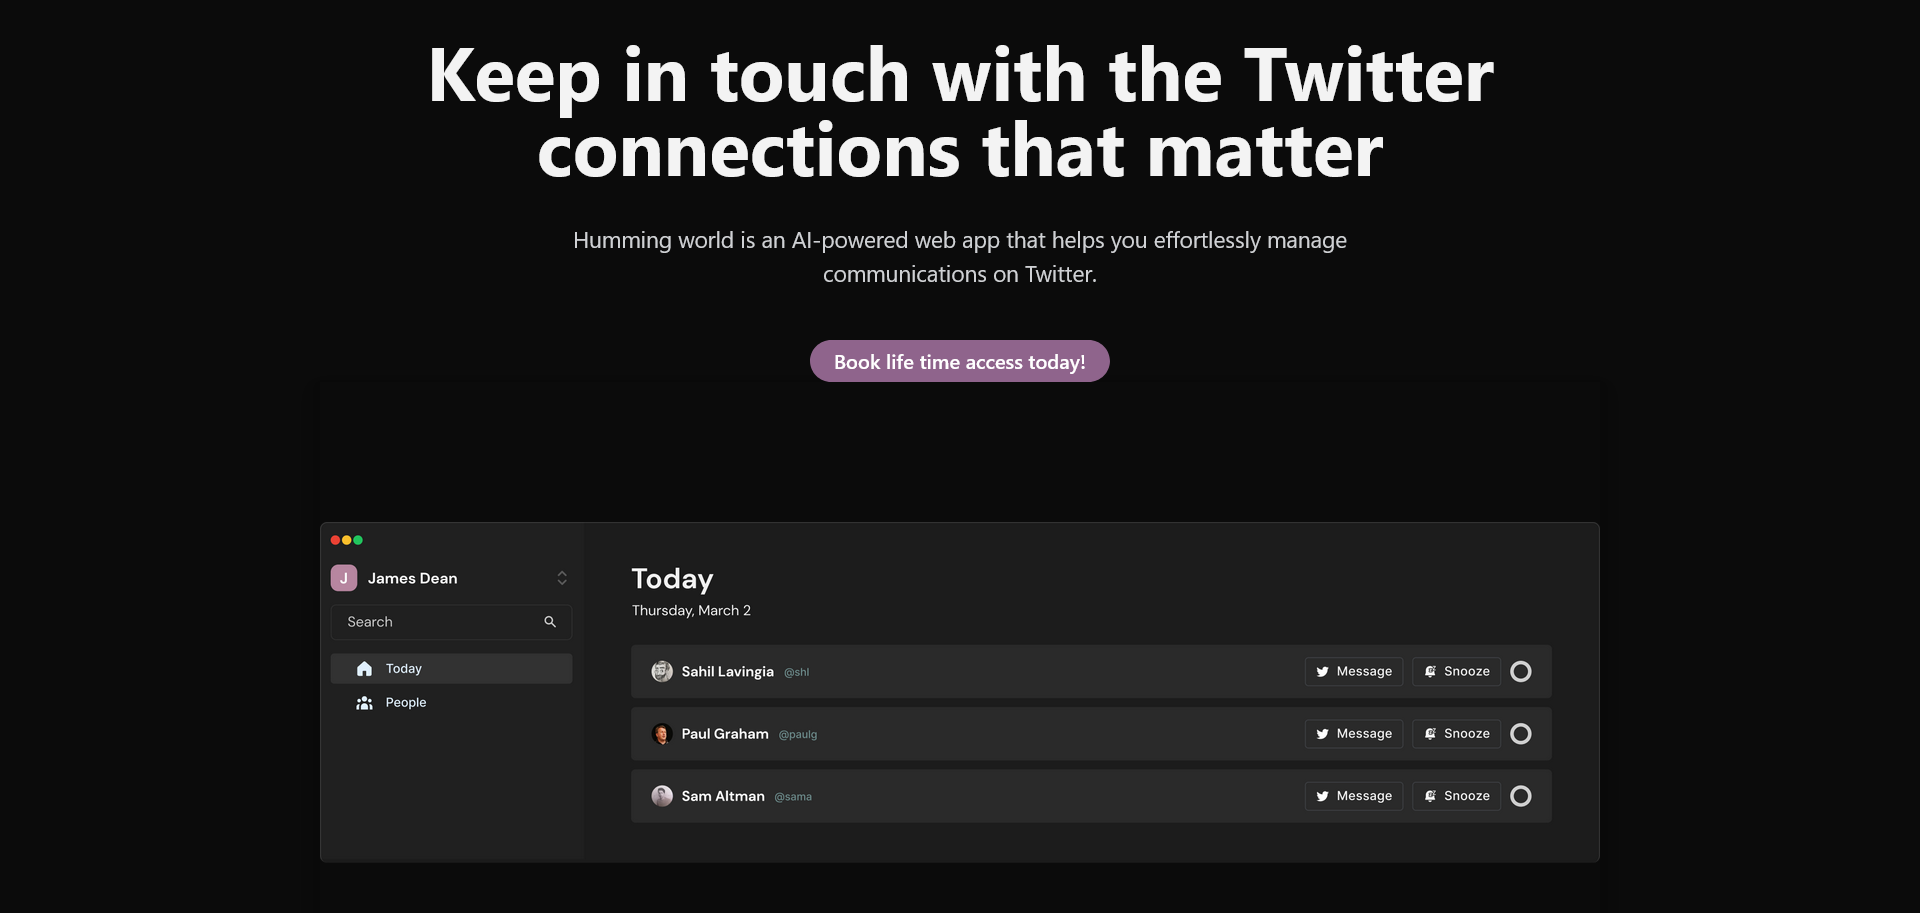 Keep in touch with the Twitter
connections that matter
Humming world is an AI-powered web app that helps you effortlessly manage
communications on Twitter.
Book life time access today!
J James Dean
Search
Today
People
Today
Thursday, March 2
Sahil Lavingia @shl Message Snooze
Paul Graham @paulg Message Snooze
Sam Altman @sama Message Snooze